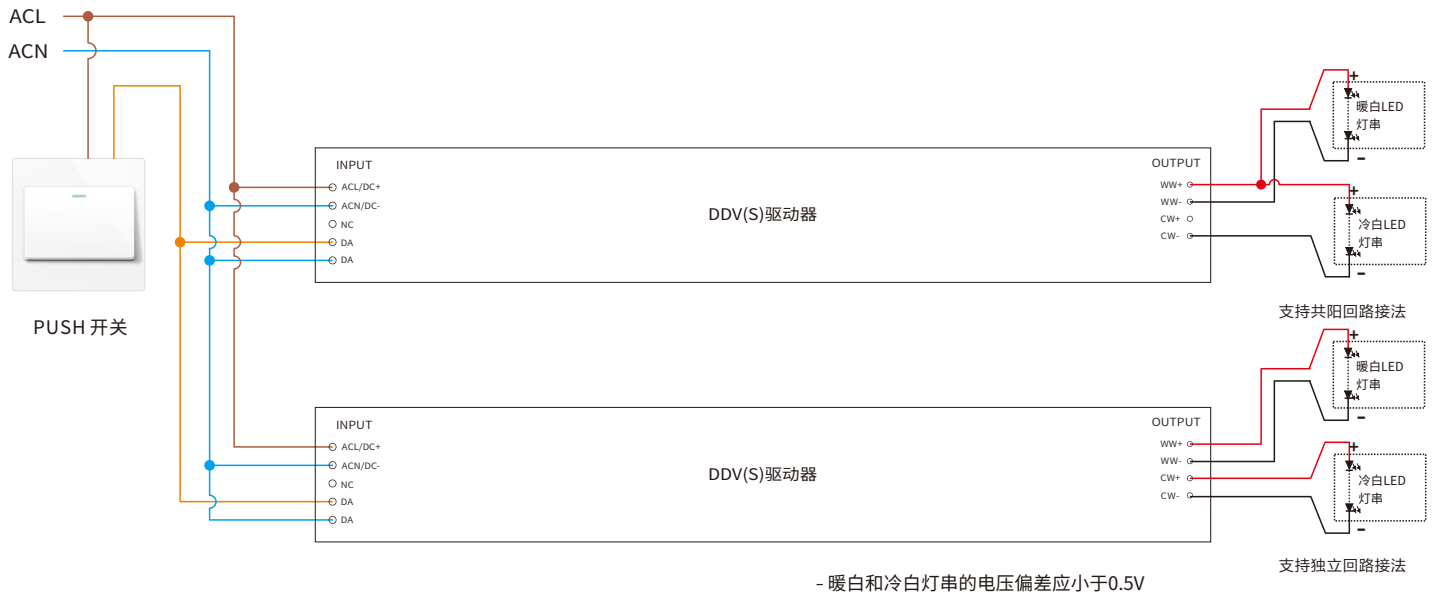 ACL
ACN
PUSH 开关
INPUT
ACL/DC+
ACN/DC-
NC
DA
DA
DDV(S)驱动器
OUTPUT
WW+
WW-
CW+
CW-
+
暖白LED
灯串
-
+
冷白LED
灯串
-
支持共阳回路接法
INPUT
ACL/DC+
ACN/DC-
NC
DA
DA
DDV(S)驱动器
OUTPUT
WW+
WW-
CW+
CW-
+
暖白LED
灯串
-
+
冷白LED
灯串
-
支持独立回路接法
- 暖白和冷白灯串的电压偏差应小于0.5V